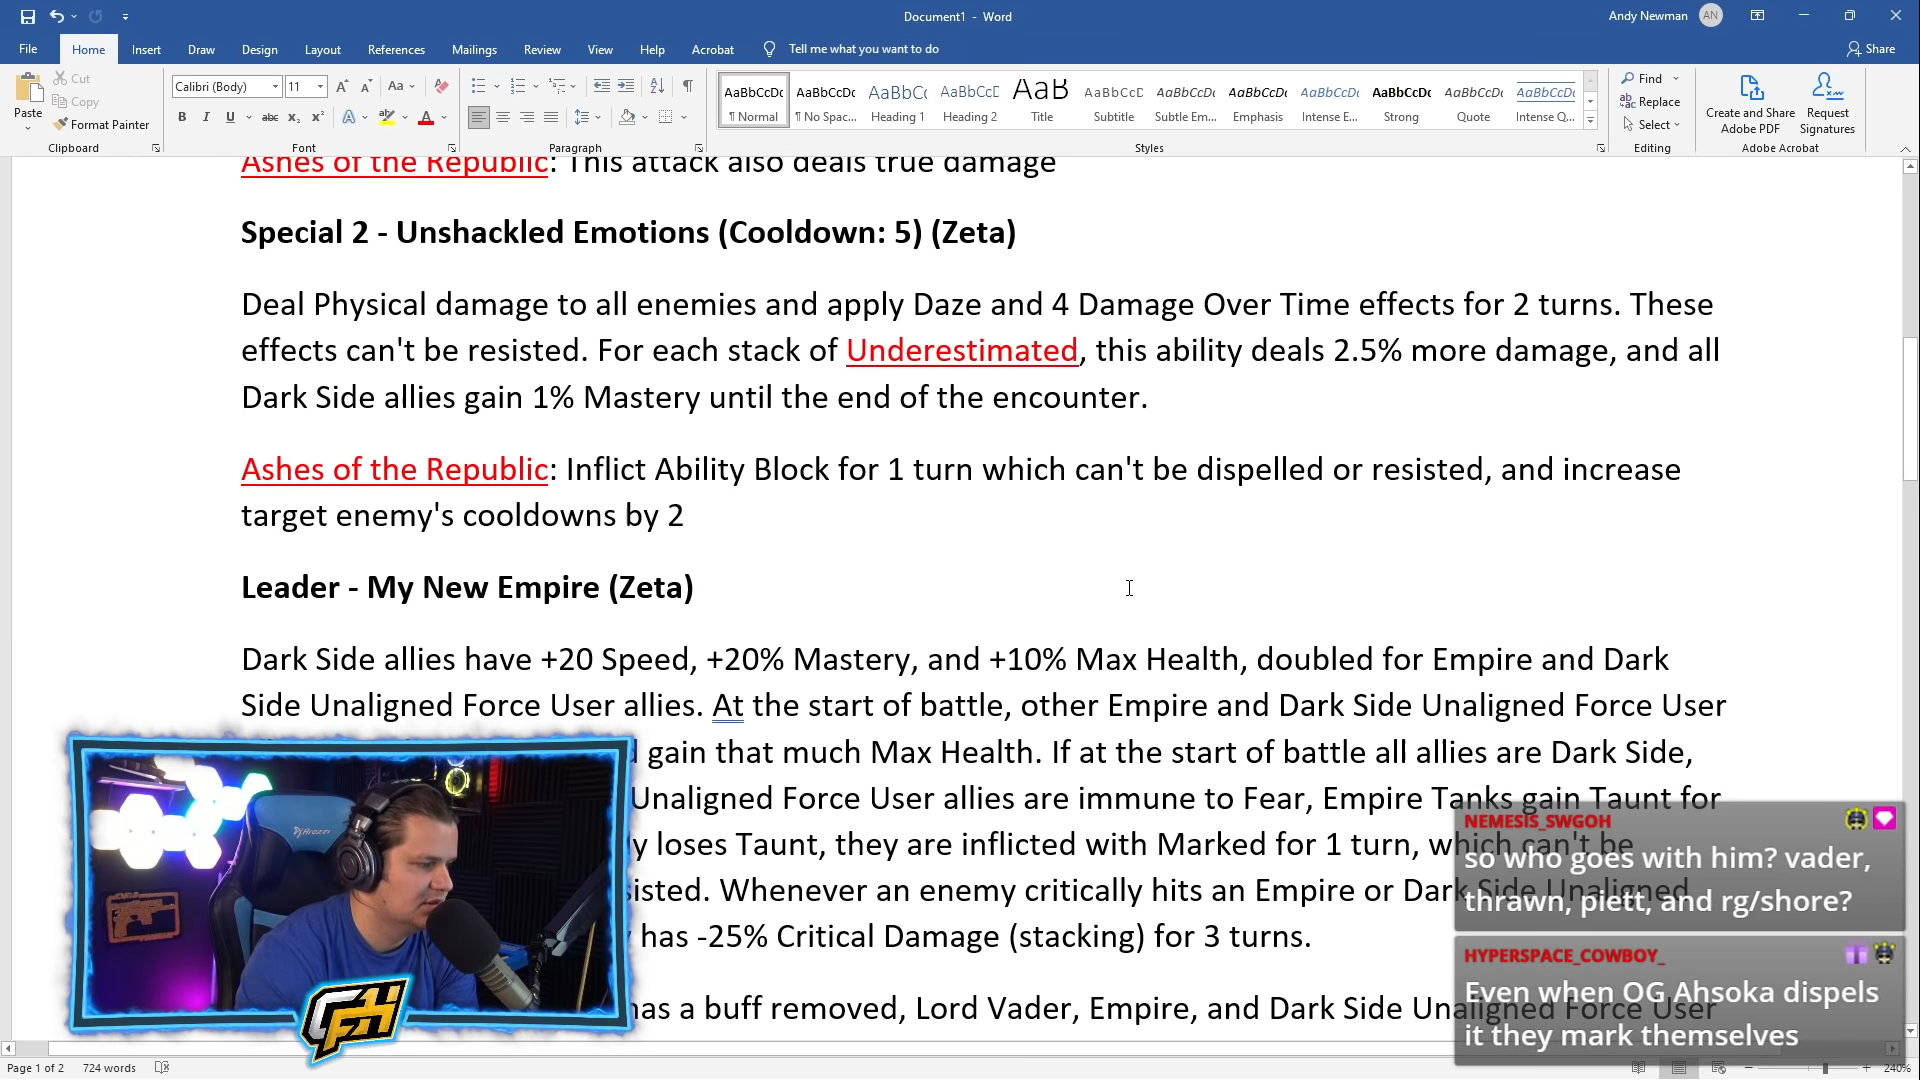 Document1 - Word
Andy Newman AN
File Home Insert Draw Design Layout References Mailings Review View Help Acrobat Tell me what you want to do Share
Cut
Copy
Paste
Format Painter
Calibri (Body) 11
AaBbCcDc AaBbCcDc AaBbC( AaBbCcC AaB AaBbCcC AaBbCcDc AaBbCcDc AaBbCcDc AaBbCcDc AaBbCcDc AaBbCcDc
¶ Normal ¶ No Spac... Heading 1 Heading 2 Title Subtitle Subtle Em... Emphasis Intense E... Strong Quote Intense Q...
Find
Replace
Select
Create and Share Adobe PDF
Request Signatures
Clipboard Font Paragraph Styles Editing Adobe Acrobat
Ashes of the Republic: This attack also deals true damage
Special 2 - Unshackled Emotions (Cooldown: 5) (Zeta)
Deal Physical damage to all enemies and apply Daze and 4 Damage Over Time effects for 2 turns. These
effects can't be resisted. For each stack of Underestimated, this ability deals 2.5% more damage, and all
Dark Side allies gain 1% Mastery until the end of the encounter.
Ashes of the Republic: Inflict Ability Block for 1 turn which can't be dispelled or resisted, and increase
target enemy's cooldowns by 2
Leader - My New Empire (Zeta)
Dark Side allies have +20 Speed, +20% Mastery, and +10% Max Health, doubled for Empire and Dark
Side Unaligned Force User allies. At the start of battle, other Empire and Dark Side Unaligned Force User
gain that much Max Health. If at the start of battle all allies are Dark Side,
Unaligned Force User allies are immune to Fear, Empire Tanks gain Taunt for
loses Taunt, they are inflicted with Marked for 1 turn, which can't be
Whenever an enemy critically hits an Empire or Dark Side Unaligned
has -25% Critical Damage (stacking) for 3 turns.
has a buff removed, Lord Vader, Empire, and Dark Side Unaligned Force User
NEMESIS_SWGOH
so who goes with him? vader,
thrawn, piett, and rg/shore?
HYPERSPACE_COWBOY_
Even when OG Ahsoka dispels
it they mark themselves
Page 1 of 2 724 words
240%